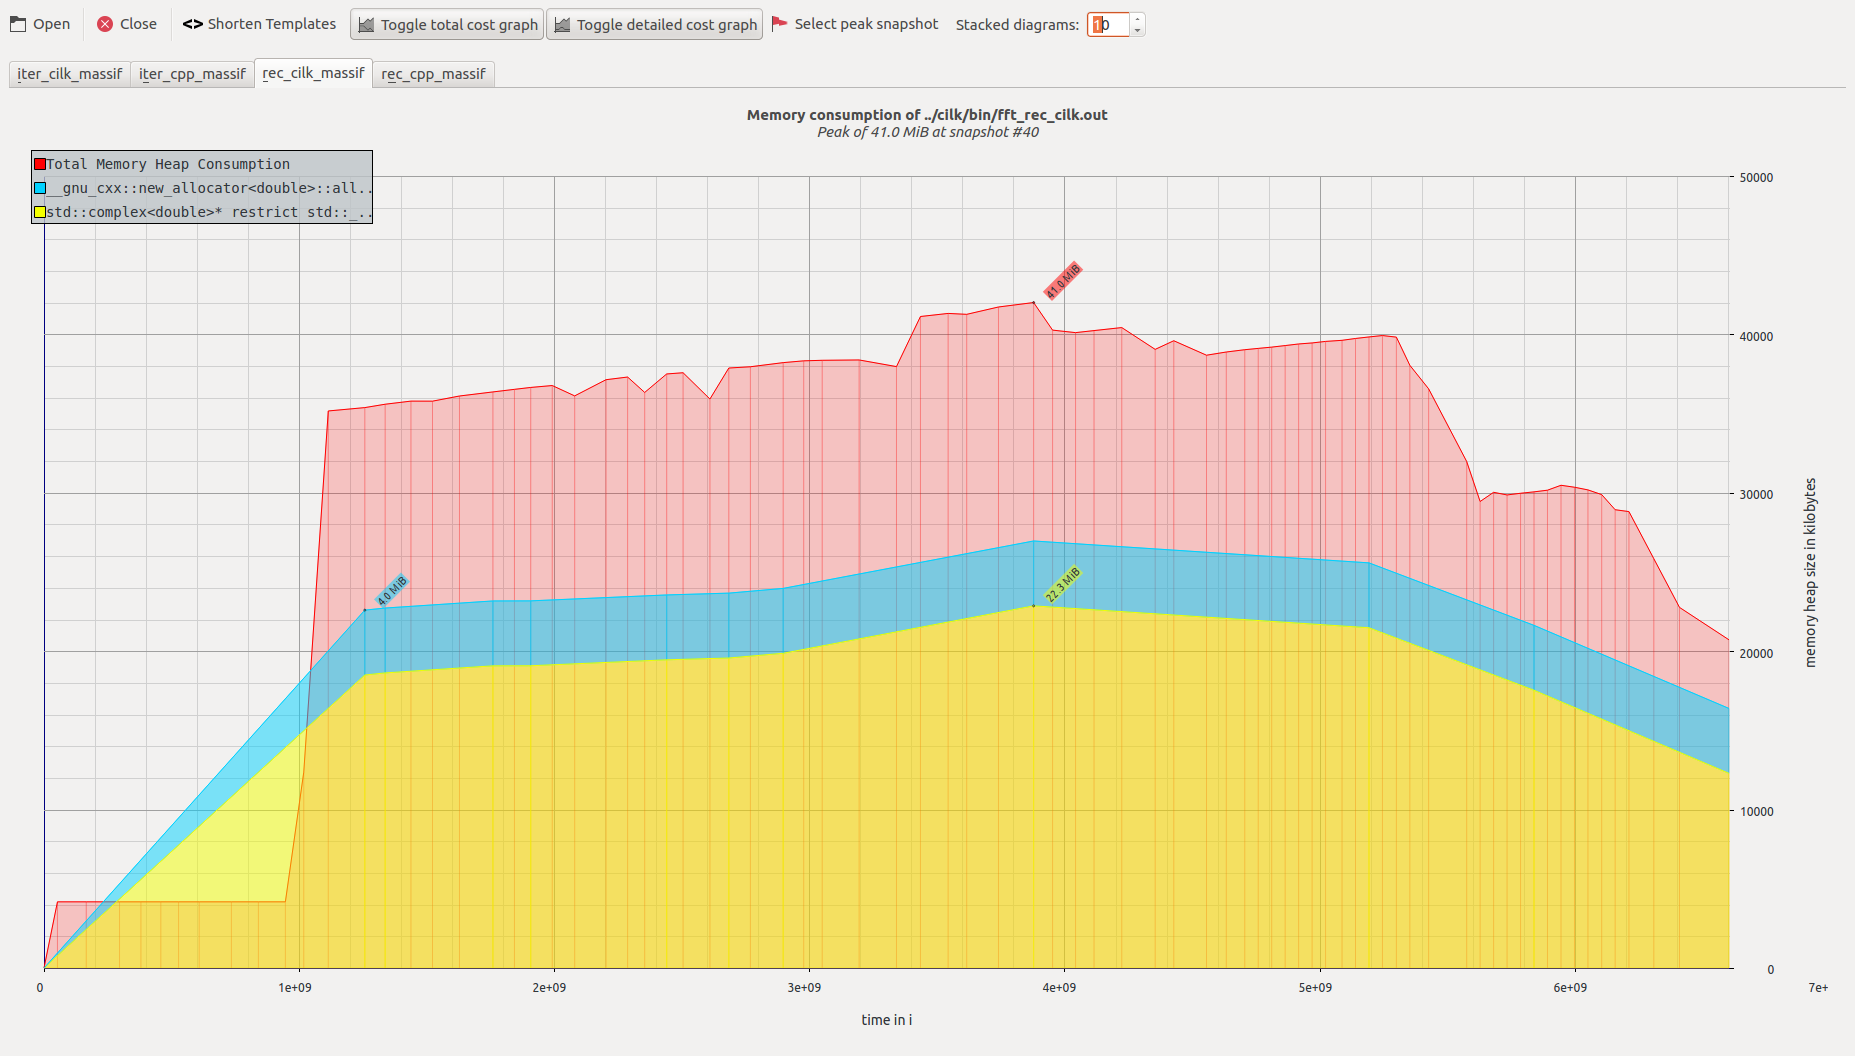 Open Close <> Shorten Templates Toggle total cost graph Toggle detailed cost graph Select peak snapshot Stacked diagrams: 10
iter_cilk_massif iter_cpp_massif rec_cilk_massif rec_cpp_massif
Memory consumption of ../cilk/bin/fft_rec_cilk.out
Peak of 41.0 MiB at snapshot #40
Total Memory Heap Consumption
__gnu_cxx::new_allocator<double>::all..
std::complex<double>* restrict std::_..
50000
41.0 MiB
40000
30000
4.0 MiB
22.3 MiB
memory heap size in kilobytes
20000
10000
0
0 1e+09 2e+09 3e+09 4e+09 5e+09 6e+09 7e+
time in i